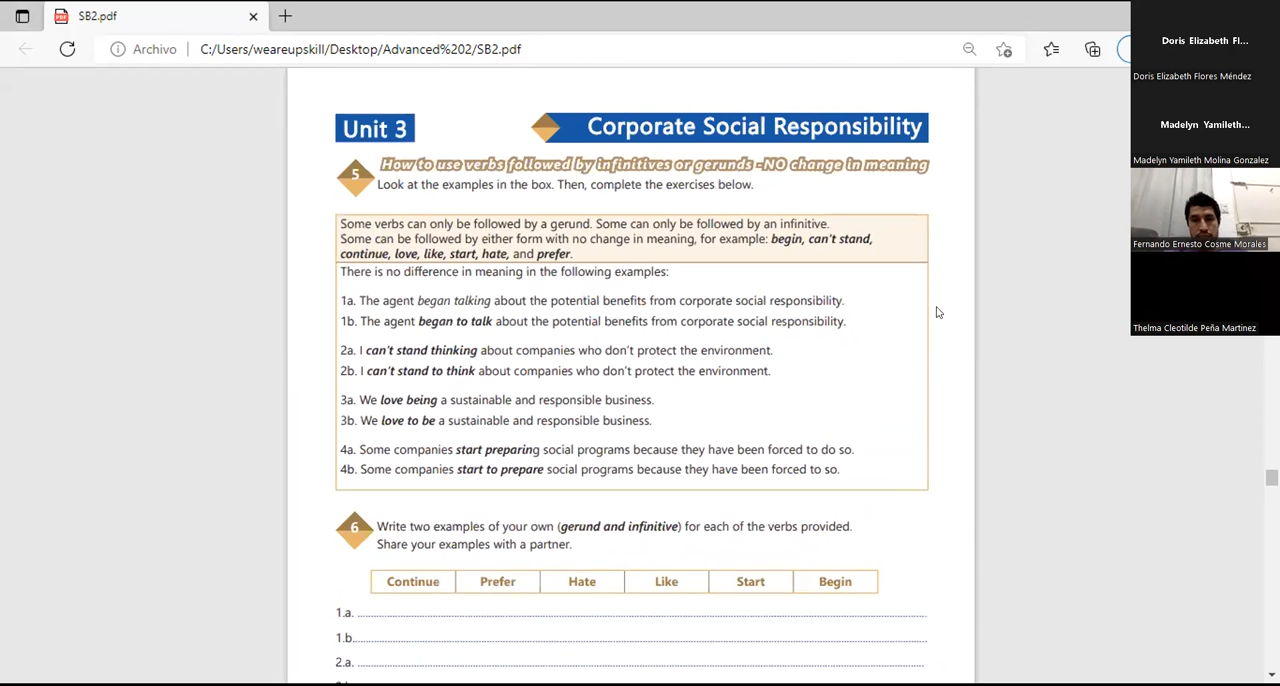 SB2.pdf
Archivo
C:/Users/weareupskill/Desktop/Advanced%202/SB2.pdf
Unit 3
Corporate Social Responsibility
5
How to use verbs followed by infinitives or gerunds -NO change in meaning
Look at the examples in the box. Then, complete the exercises below.
Some verbs can only be followed by a gerund. Some can only be followed by an infinitive.
Some can be followed by either form with no change in meaning, for example: begin, can't stand,
continue, love, like, start, hate, and prefer.
There is no difference in meaning in the following examples:
1a. The agent began talking about the potential benefits from corporate social responsibility.
1b. The agent began to talk about the potential benefits from corporate social responsibility.
2a. I can't stand thinking about companies who don't protect the environment.
2b. I can't stand to think about companies who don't protect the environment.
3a. We love being a sustainable and responsible business.
3b. We love to be a sustainable and responsible business.
4a. Some companies start preparing social programs because they have been forced to do so.
4b. Some companies start to prepare social programs because they have been forced to so.
6
Write two examples of your own (gerund and infinitive) for each of the verbs provided.
Share your examples with a partner.
Continue Prefer Hate Like Start Begin
1.a.
1.b.
2.a.
Doris Elizabeth Fl...
Doris Elizabeth Flores Méndez
Madelyn Yamileth...
Madelyn Yamileth Molina Gonzalez
Fernando Ernesto Cosme Morales
Thelma Cleotilde Peña Martinez